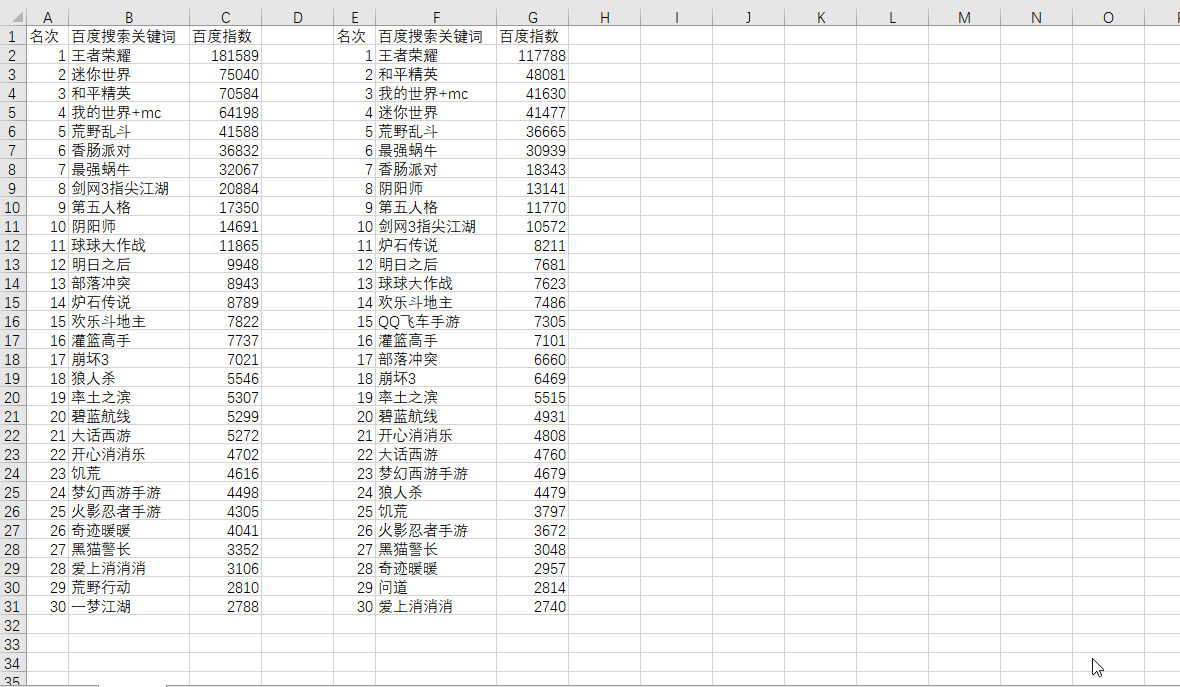 A B C D E F G H I J K L M N O
1 名次 百度搜索关键词 百度指数 名次 百度搜索关键词 百度指数
2 1 王者荣耀 181589 1 王者荣耀 117788
3 2 迷你世界 75040 2 和平精英 48081
4 3 和平精英 70584 3 我的世界+mc 41630
5 4 我的世界+mc 64198 4 迷你世界 41477
6 5 荒野乱斗 41588 5 荒野乱斗 36665
7 6 香肠派对 36832 6 最强蜗牛 30939
8 7 最强蜗牛 32067 7 香肠派对 18343
9 8 剑网3指尖江湖 20884 8 阴阳师 13141
10 9 第五人格 17350 9 第五人格 11770
11 10 阴阳师 14691 10 剑网3指尖江湖 10572
12 11 球球大作战 11865 11 炉石传说 8211
13 12 明日之后 9948 12 明日之后 7681
14 13 部落冲突 8943 13 球球大作战 7623
15 14 炉石传说 8789 14 欢乐斗地主 7486
16 15 欢乐斗地主 7822 15 QQ飞车手游 7305
17 16 灌篮高手 7737 16 灌篮高手 7101
18 17 崩坏3 7021 17 部落冲突 6660
19 18 狼人杀 5546 18 崩坏3 6469
20 19 率土之滨 5307 19 率土之滨 5515
21 20 碧蓝航线 5299 20 碧蓝航线 4931
22 21 大话西游 5272 21 开心消消乐 4808
23 22 开心消消乐 4702 22 大话西游 4760
24 23 饥荒 4616 23 梦幻西游手游 4679
25 24 梦幻西游手游 4498 24 狼人杀 4479
26 25 火影忍者手游 4305 25 饥荒 3797
27 26 奇迹暖暖 4041 26 火影忍者手游 3672
28 27 黑猫警长 3352 27 黑猫警长 3048
29 28 爱上消消消 3106 28 奇迹暖暖 2957
30 29 荒野行动 2810 29 问道 2814
31 30 一梦江湖 2788 30 爱上消消消 2740
32
33
34
35